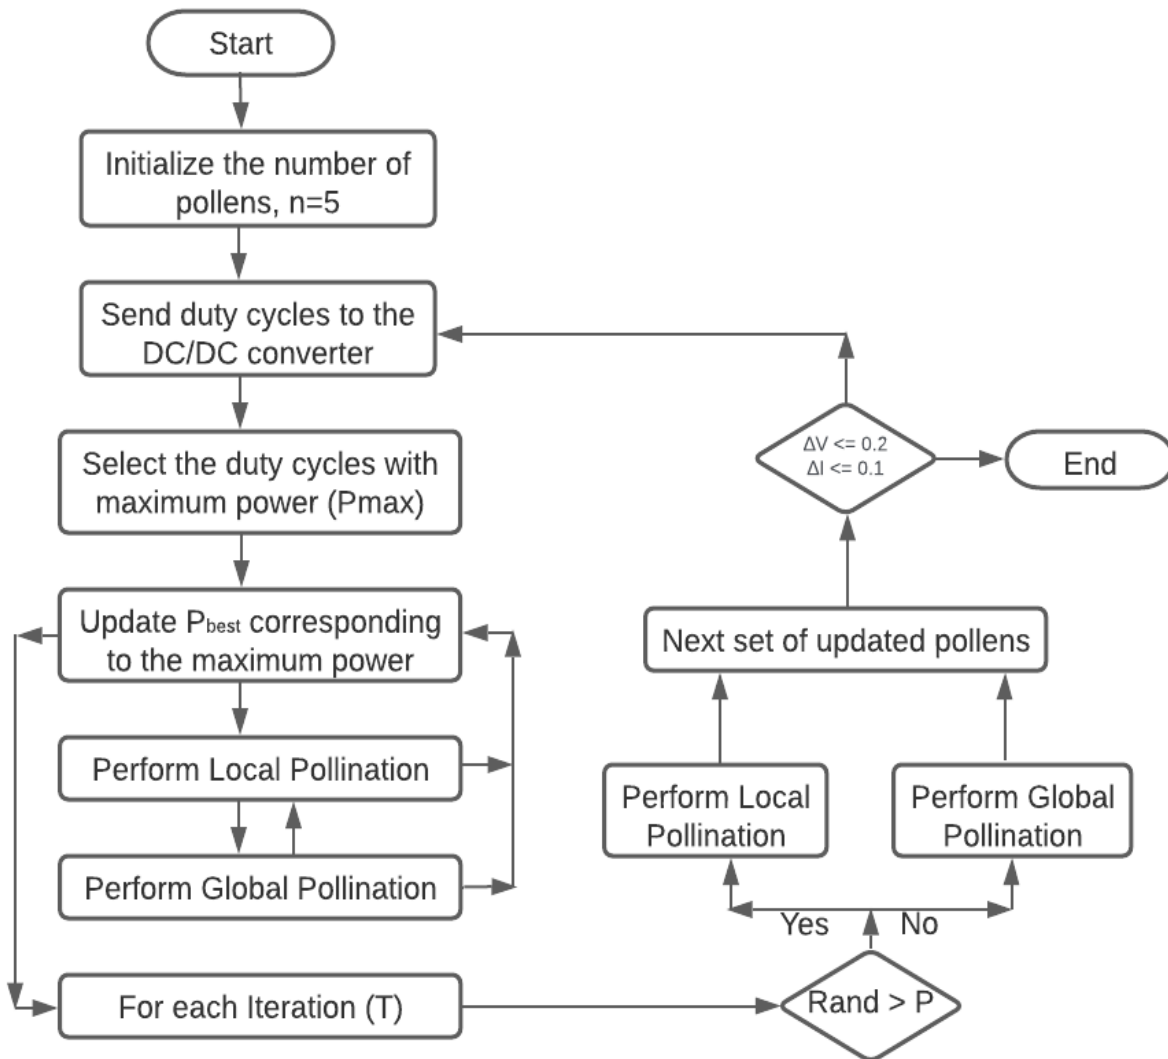 Start
Initialize the number of
pollens, n=5
Send duty cycles to the
DC/DC converter
Select the duty cycles with
maximum power (Pmax)
Update Pbest corresponding
to the maximum power
Perform Local Pollination
Perform Global Pollination
For each Iteration (T)
Rand > P
Yes
No
Perform Local
Pollination
Perform Global
Pollination
Next set of updated pollens
ΔV <= 0.2
ΔI <= 0.1
End